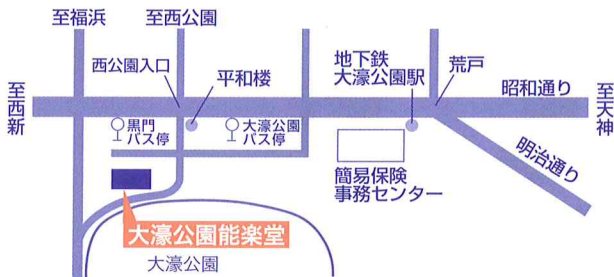 至福浜
至西公園
西公園入口
平和楼
地下鉄
大濠公園駅
荒戸
昭和通り
至西新
至天神
黒門
バス停
大濠公園
バス停
簡易保険
事務センター
明治通り
大濠公園能楽堂
大濠公園